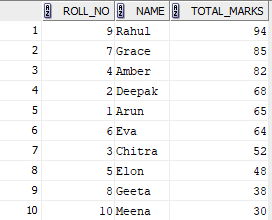 ROLL_NO NAME TOTAL_MARKS
1 9 Rahul 94
2 7 Grace 85
3 4 Amber 82
4 2 Deepak 68
5 1 Arun 65
6 6 Eva 64
7 3 Chitra 52
8 5 Elon 48
9 8 Geeta 38
10 10 Meena 30